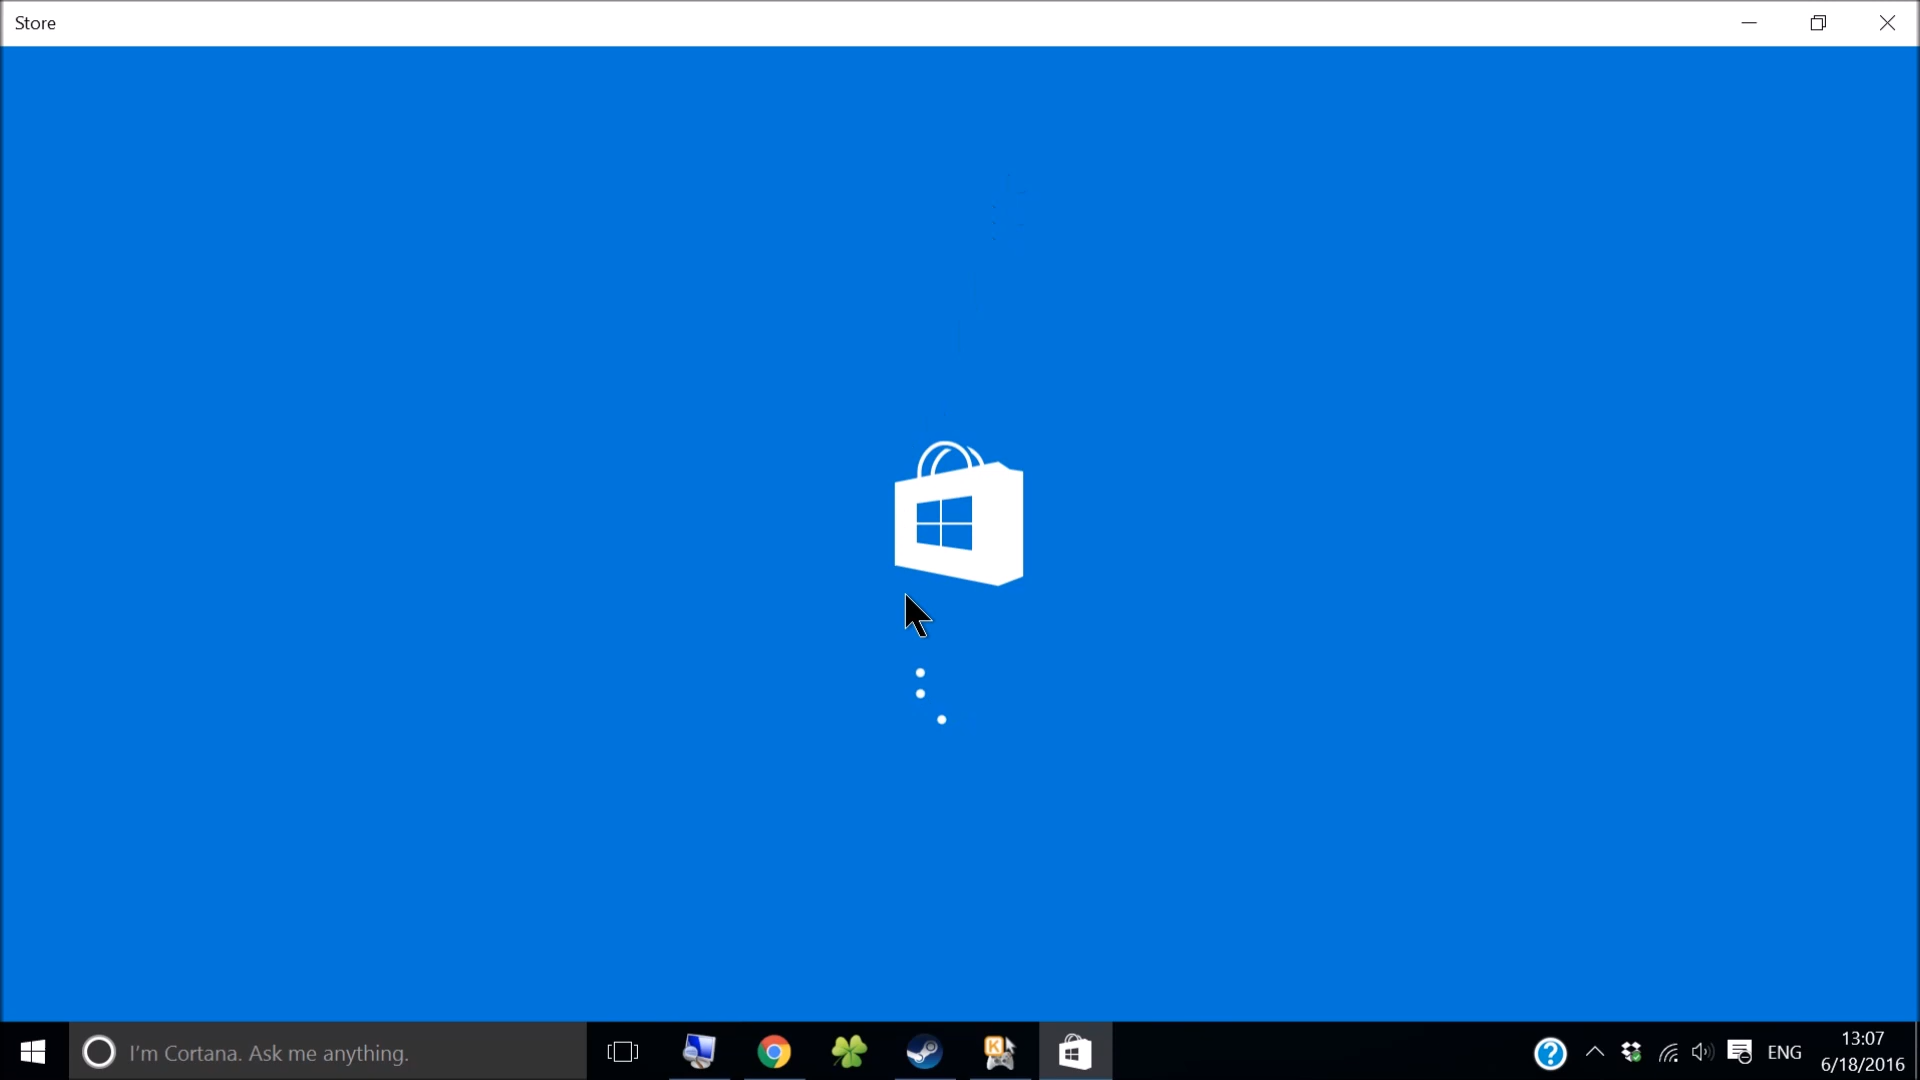 Store
I'm Cortana. Ask me anything.
ENG
13:07
6/18/2016